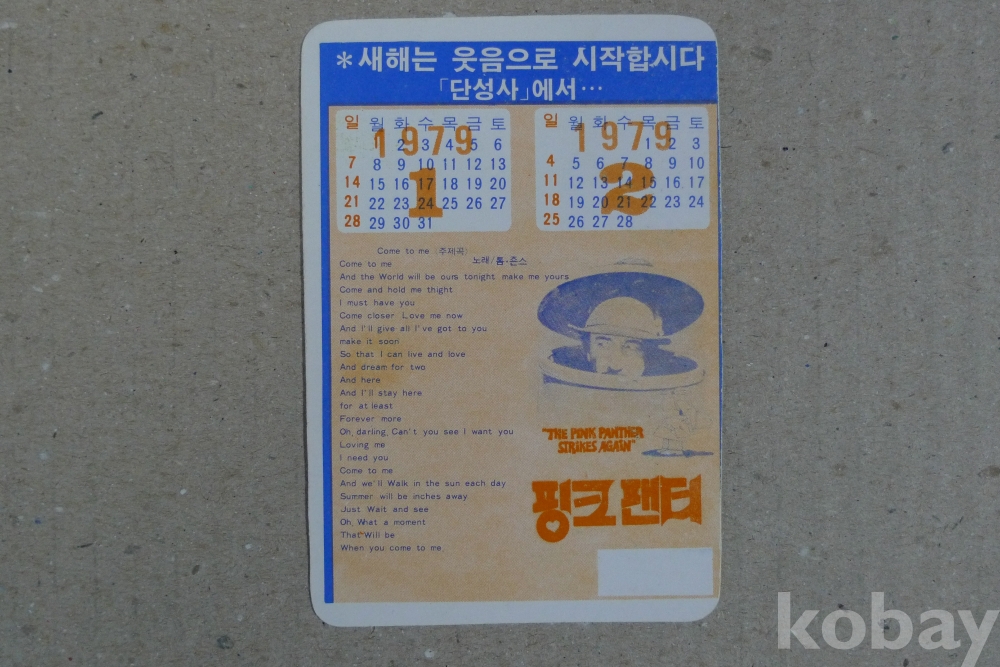 *새해는 웃음으로 시작합시다
「단성사」에서…
1979
일 월 화 수 목 금 토
1 2 3 4 5 6
7 8 9 10 11 12 13
14 15 16 17 18 19 20
21 22 23 24 25 26 27
28 29 30 31
1
1979
일 월 화 수 목 금 토
1 2 3
4 5 6 7 8 9 10
11 12 13 14 15 16 17
18 19 20 21 22 23 24
25 26 27 28
2
Come to me (주제곡)
노래/톰·존스
Come to me
And the World will be ours tonight make me yours
Come and hold me thight
I must have you
Come closer Love me now
And I'll give all I've got to you
make it soon
So that I can live and love
And dream for two
And here
And I'll stay here
for at least
Forever more
Oh, darling, Can't you see I want you
Loving me
I need you
Come to me
And we'll Walk in the sun each day
Summer will be inches away
Just Wait and see
Oh, What a moment
That Will be
When you come to me.
"THE PINK PANTHER
STRIKES AGAIN"
핑크 팬더
kobay